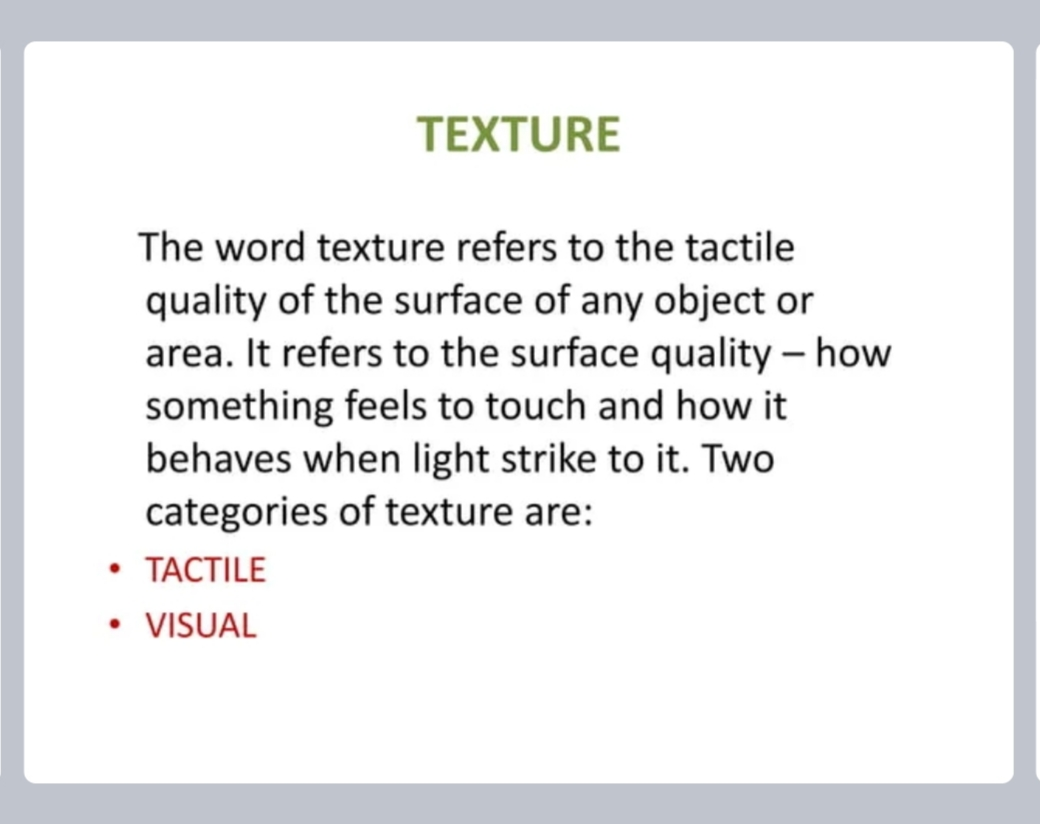 TEXTURE
The word texture refers to the tactile
quality of the surface of any object or
area. It refers to the surface quality – how
something feels to touch and how it
behaves when light strike to it. Two
categories of texture are:
• TACTILE
• VISUAL